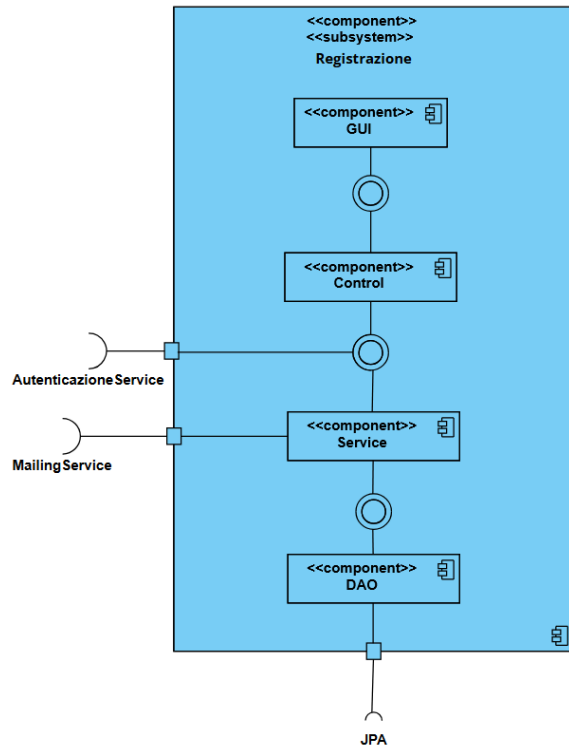 <<component>>
<<subsystem>>
Registrazione
<<component>>
GUI
<<component>>
Control
AutenticazioneService
<<component>>
Service
MailingService
<<component>>
DAO
JPA